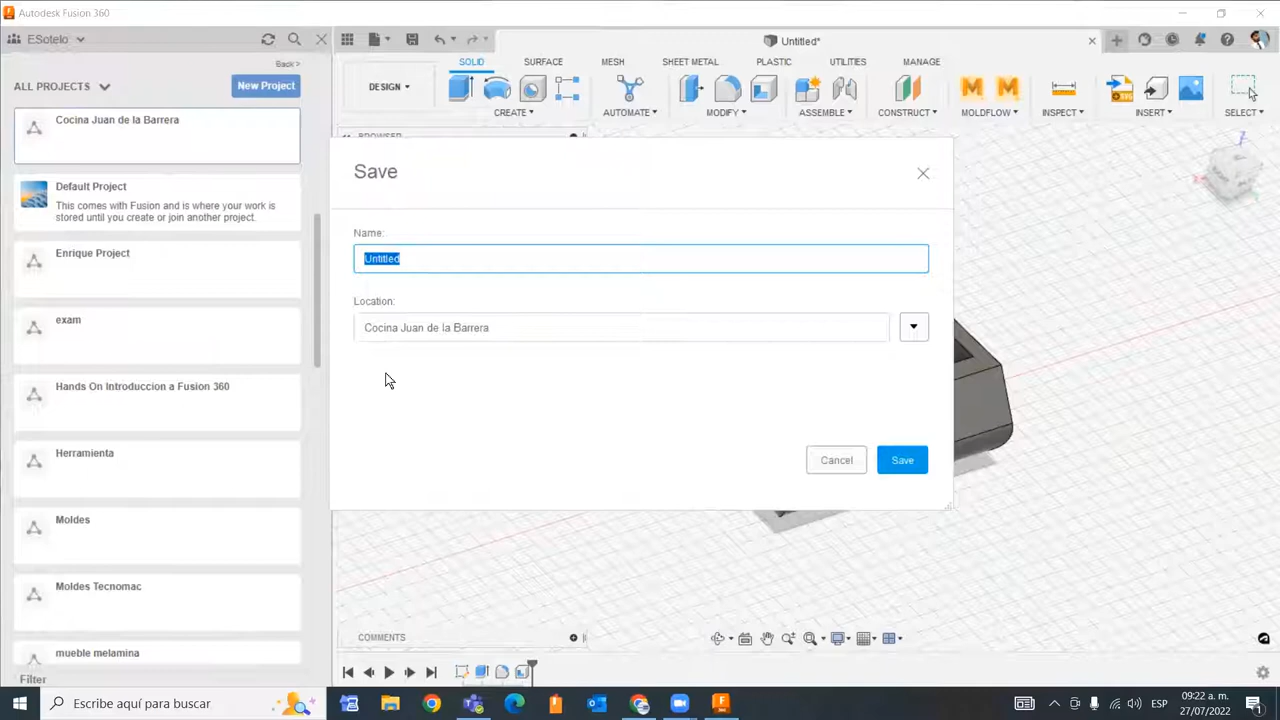 Autodesk Fusion 360
ESotelo
Untitled*
Back >
ALL PROJECTS
New Project
Cocina Juan de la Barrera
Default Project
This comes with Fusion and is where your work is
stored until you create or join another project.
Enrique Project
exam
Hands On Introduccion a Fusion 360
Herramienta
Moldes
Moldes Tecnomac
mueble melamina
Filter
DESIGN
SOLID
SURFACE
MESH
SHEET METAL
PLASTIC
UTILITIES
MANAGE
CREATE
AUTOMATE
MODIFY
ASSEMBLE
CONSTRUCT
MOLDFLOW
INSPECT
INSERT
SELECT
BROWSER
Save
Name:
Untitled
Location:
Cocina Juan de la Barrera
Cancel
Save
COMMENTS
Escribe aquí para buscar
ESP
09:22 a. m.
27/07/2022